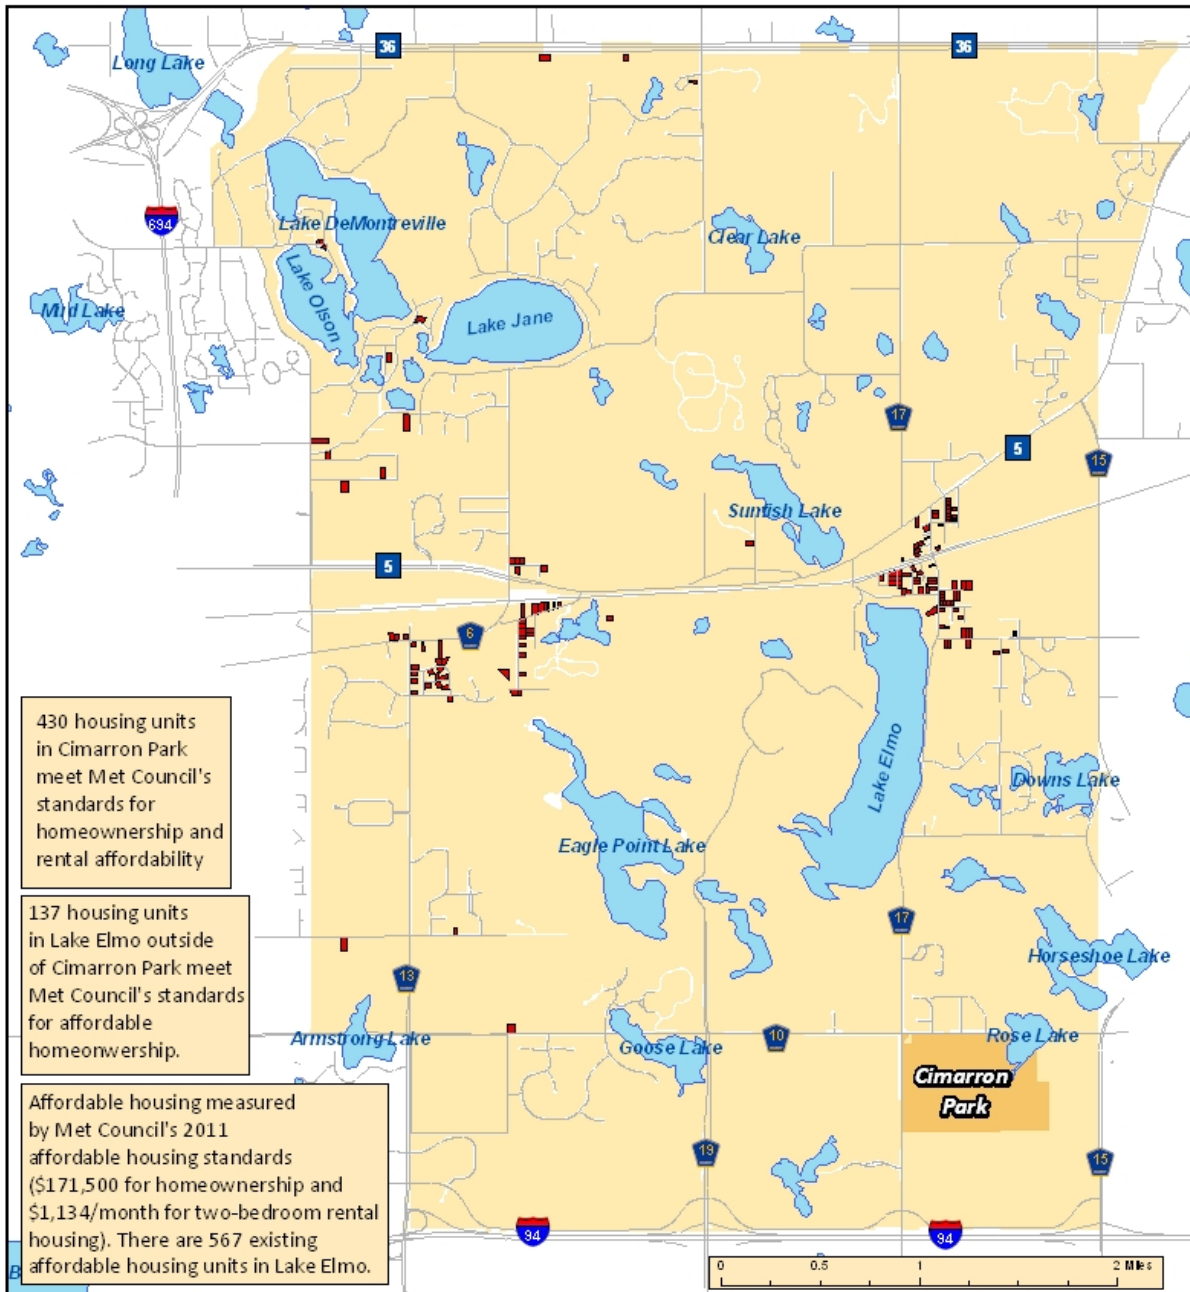 36
36
Long Lake
694
Lake DeMontreville
Clear Lake
Lake Olson
Mud Lake
Lake Jane
17
5
15
Sunfish Lake
5
6
430 housing units
in Cimarron Park
meet Met Council's
standards for
homeownership and
rental affordability
Lake Elmo
Downs Lake
Eagle Point Lake
137 housing units
in Lake Elmo outside
of Cimarron Park meet
Met Council's standards
for affordable
homeonwership.
17
Horseshoe Lake
13
Armstrong Lake
Goose Lake
10
Rose Lake
Cimarron
Park
Affordable housing measured
by Met Council's 2011
affordable housing standards
($171,500 for homeownership and
$1,134/month for two-bedroom rental
housing). There are 567 existing
affordable housing units in Lake Elmo.
19
15
94
94
B
0 0.5 1 2 Miles